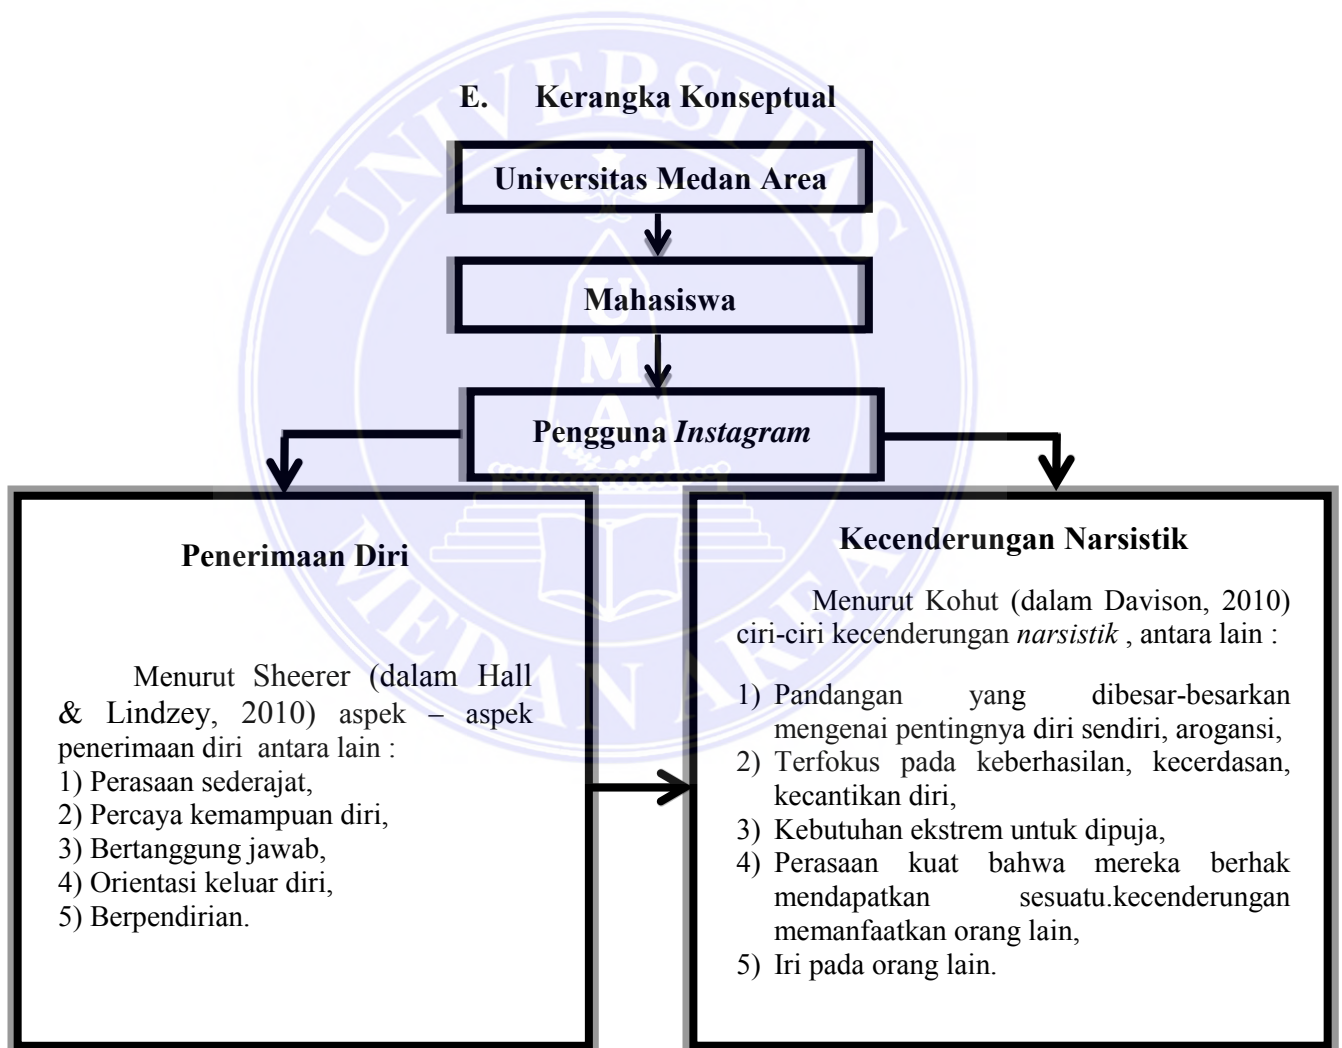 E. Kerangka Konseptual
Universitas Medan Area
Mahasiswa
Pengguna Instagram
Penerimaan Diri
Menurut Sheerer (dalam Hall
& Lindzey, 2010) aspek – aspek
penerimaan diri antara lain :
1) Perasaan sederajat,
2) Percaya kemampuan diri,
3) Bertanggung jawab,
4) Orientasi keluar diri,
5) Berpendirian.
Kecenderungan Narsistik
Menurut Kohut (dalam Davison, 2010)
ciri-ciri kecenderungan narsistik , antara lain :
1) Pandangan yang dibesar-besarkan
mengenai pentingnya diri sendiri, arogansi,
2) Terfokus pada keberhasilan, kecerdasan,
kecantikan diri,
3) Kebutuhan ekstrem untuk dipuja,
4) Perasaan kuat bahwa mereka berhak
mendapatkan sesuatu.kecenderungan
memanfaatkan orang lain,
5) Iri pada orang lain.
UNIVERSITAS
MEDAN AREA
U
M
A